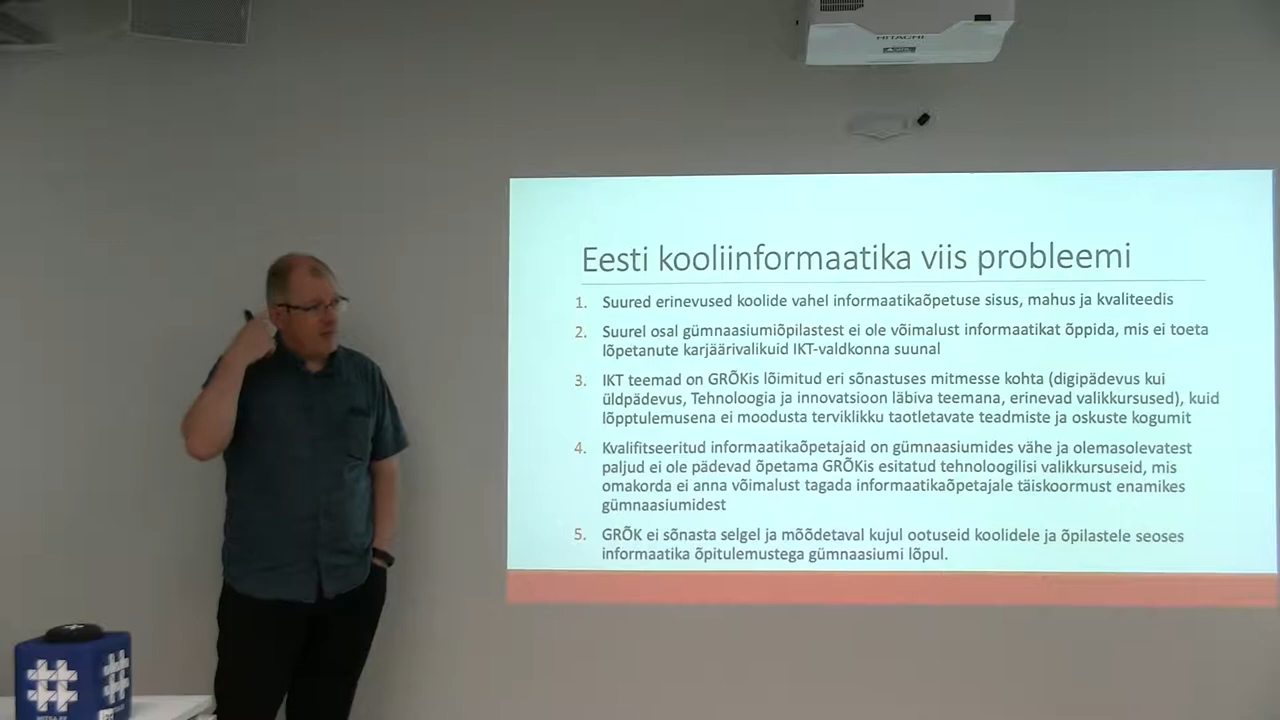 HITACHI
Eesti kooliinformaatika viis probleemi
1. Suured erinevused koolide vahel informaatikaõpetuse sisus, mahus ja kvaliteedis
2. Suurel osal gümnaasiumiõpilastest ei ole võimalust informaatikat õppida, mis ei toeta
lõpetanute karjäärivalikuid IKT-valdkonna suunal
3. IKT teemad on GRÕKis lõimitud eri sõnastuses mitmesse kohta (digipädevus kui
üldpädevus, Tehnoloogia ja innovatsioon läbiva teemana, erinevad valikkursused), kuid
lõpptulemusena ei moodusta terviklikku taotletavate teadmiste ja oskuste kogumit
4. Kvalifitseeritud informaatikaõpetajaid on gümnaasiumides vähe ja olemasolevatest
paljud ei ole pädevad õpetama GRÕKis esitatud tehnoloogilisi valikkursuseid, mis
omakorda ei anna võimalust tagada informaatikaõpetajale täiskoormust enamikes
gümnaasiumidest
5. GRÕK ei sõnasta selgel ja mõõdetaval kujul ootuseid koolidele ja õpilastele seoses
informaatika õpitulemustega gümnaasiumi lõpul.